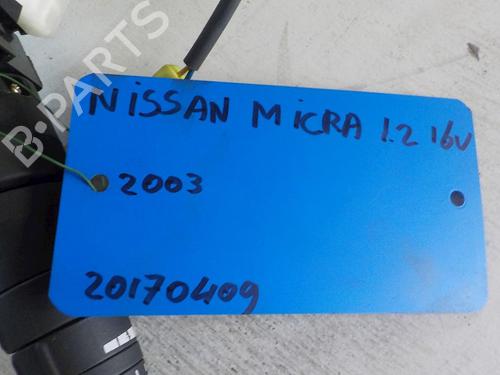 B-PARTS
NISSAN MICRA 1.2 16V
2003
20170409